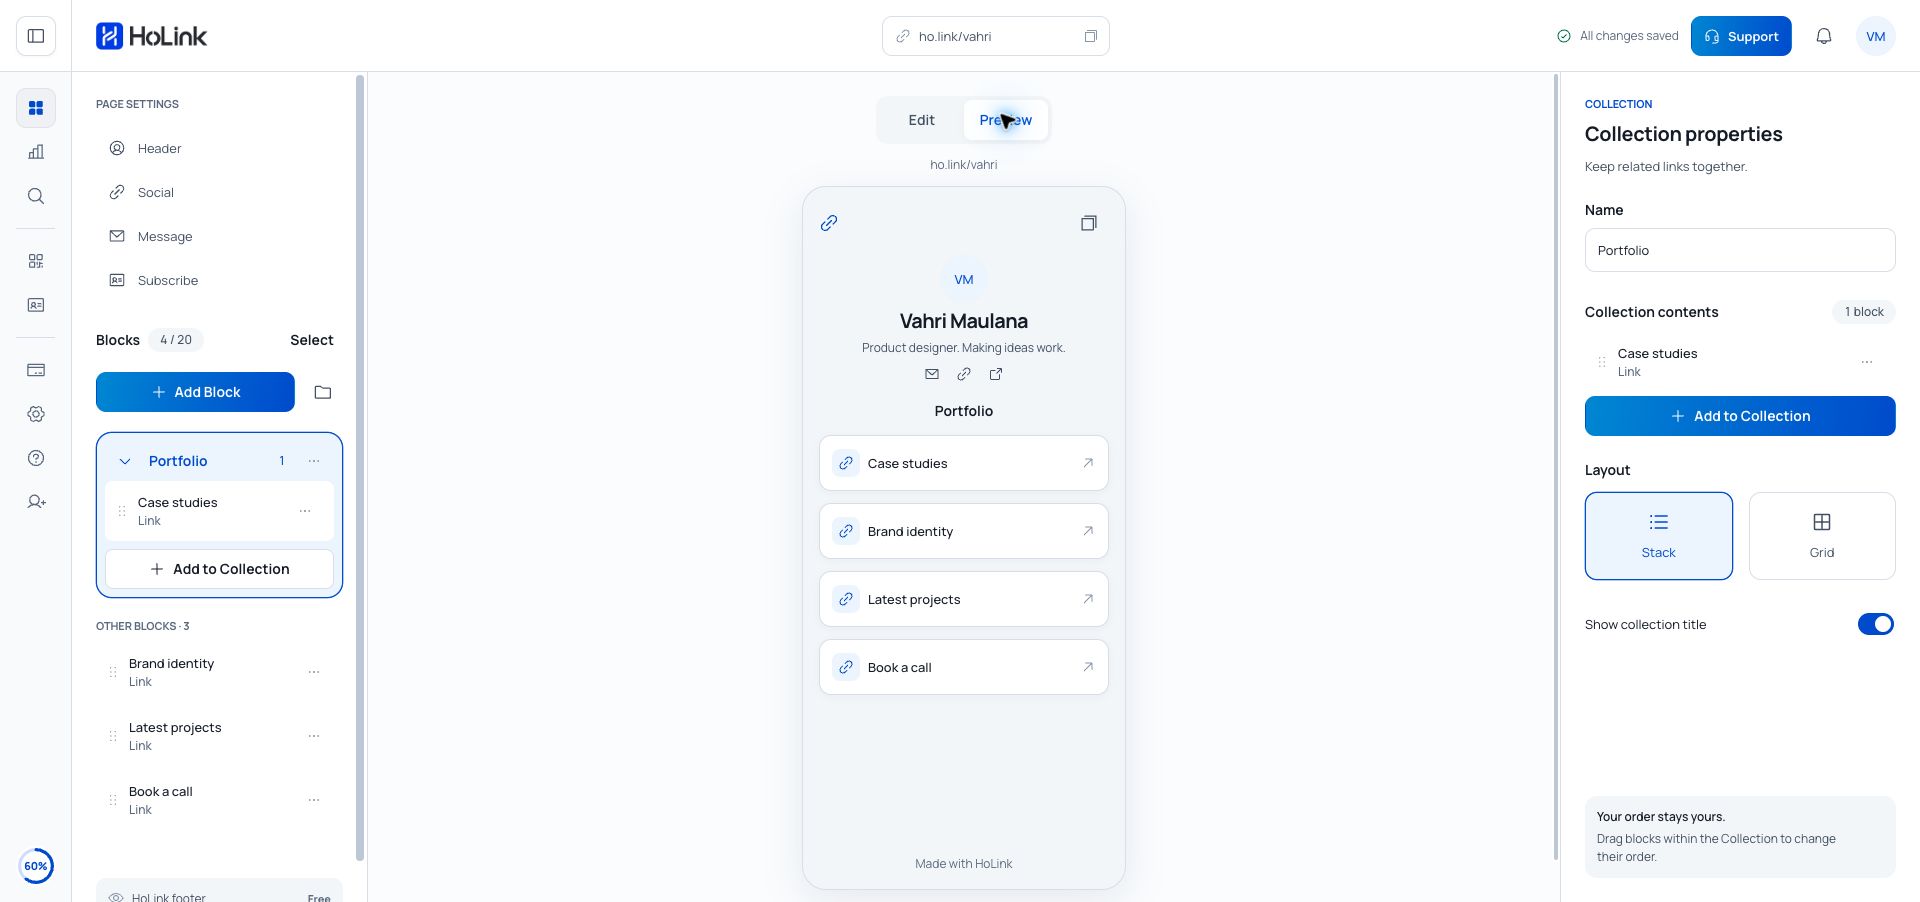 HoLink
ho.link/vahri
All changes saved
Support
VM
PAGE SETTINGS
Header
Social
Message
Subscribe
Blocks
4 / 20
Select
Add Block
Portfolio
1
Case studies
Link
Add to Collection
OTHER BLOCKS · 3
Brand identity
Link
Latest projects
Link
Book a call
Link
HoLink footer
Free
60%
Edit
Preview
ho.link/vahri
VM
Vahri Maulana
Product designer. Making ideas work.
Portfolio
Case studies
Brand identity
Latest projects
Book a call
Made with HoLink
COLLECTION
Collection properties
Keep related links together.
Name
Portfolio
Collection contents
1 block
Case studies
Link
Add to Collection
Layout
Stack
Grid
Show collection title
Your order stays yours.
Drag blocks within the Collection to change
their order.